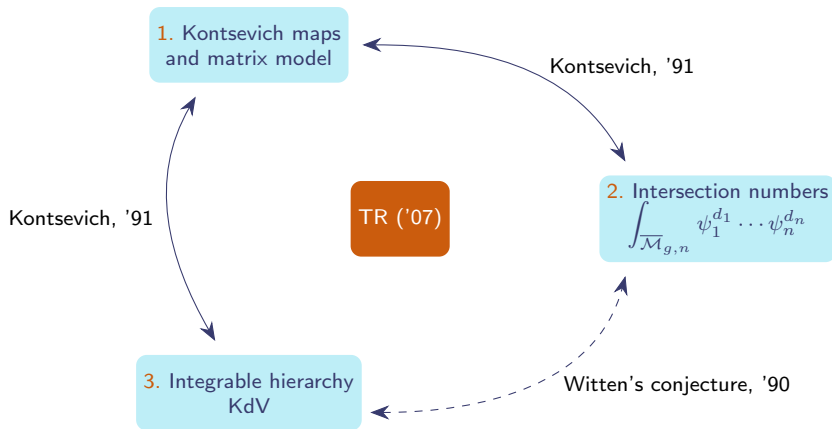 1. Kontsevich maps
and matrix model
Kontsevich, '91
2. Intersection numbers
∫_{\overline{M}_{g,n}} ψ_1^{d_1} ⋯ ψ_n^{d_n}
Kontsevich, '91
TR ('07)
3. Integrable hierarchy
KdV
Witten's conjecture, '90